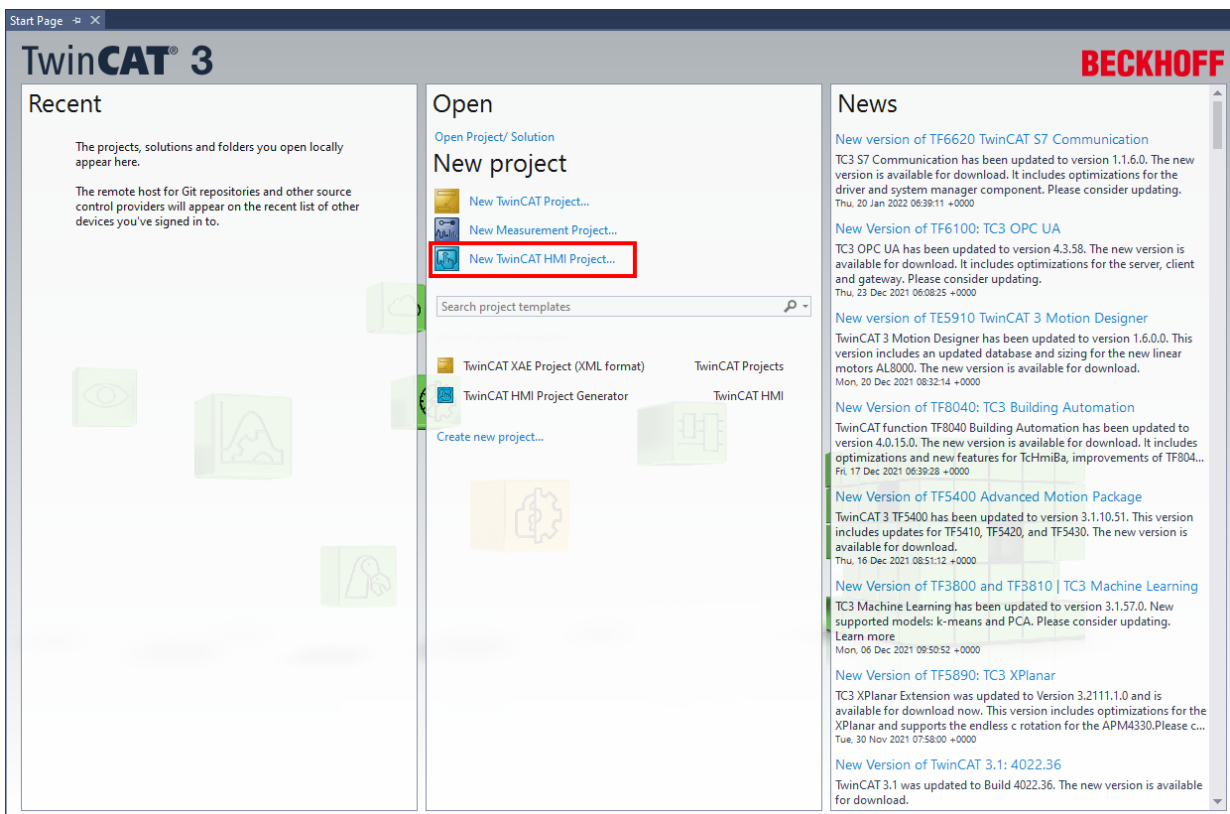 Start Page
TwinCAT® 3
BECKHOFF
Recent
The projects, solutions and folders you open locally
appear here.
The remote host for Git repositories and other source
control providers will appear on the recent list of other
devices you've signed in to.
Open
Open Project/ Solution
New project
New TwinCAT Project...
New Measurement Project...
New TwinCAT HMI Project...
Search project templates
TwinCAT XAE Project (XML format) TwinCAT Projects
TwinCAT HMI Project Generator TwinCAT HMI
Create new project...
News
New version of TF6620 TwinCAT S7 Communication
TC3 S7 Communication has been updated to version 1.1.6.0. The new
version is available for download. It includes optimizations for the
driver and system manager component. Please consider updating.
Thu, 20 Jan 2022 06:39:11 +0000
New Version of TF6100: TC3 OPC UA
TC3 OPC UA has been updated to version 4.3.58. The new version is
available for download. It includes optimizations for the server, client
and gateway. Please consider updating.
Thu, 23 Dec 2021 06:08:25 +0000
New version of TE5910 TwinCAT 3 Motion Designer
TwinCAT 3 Motion Designer has been updated to version 1.6.0.0. This
version includes an updated database and sizing for the new linear
motors AL8000. The new version is available for download.
Mon, 20 Dec 2021 08:32:14 +0000
New Version of TF8040: TC3 Building Automation
TwinCAT function TF8040 Building Automation has been updated to
version 4.0.15.0. The new version is available for download. It includes
optimizations and new features for TcHmiBa, improvements of TF804...
Fri, 17 Dec 2021 06:39:28 +0000
New Version of TF5400 Advanced Motion Package
TwinCAT 3 TF5400 has been updated to version 3.1.10.51. This version
includes updates for TF5410, TF5420, and TF5430. The new version is
available for download.
Thu, 16 Dec 2021 08:51:12 +0000
New Version of TF3800 and TF3810 | TC3 Machine Learning
TC3 Machine Learning has been updated to version 3.1.57.0. New
supported models: k-means and PCA. Please consider updating.
Learn more
Mon, 06 Dec 2021 09:50:52 +0000
New Version of TF5890: TC3 XPlanar
TC3 XPlanar Extension was updated to Version 3.2111.1.0 and is
available for download now. This version includes optimizations for the
XPlanar and supports the endless c rotation for the APM4330.Please c...
Tue, 30 Nov 2021 07:58:00 +0000
New Version of TwinCAT 3.1: 4022.36
TwinCAT 3.1 was updated to Build 4022.36. The new version is available
for download.